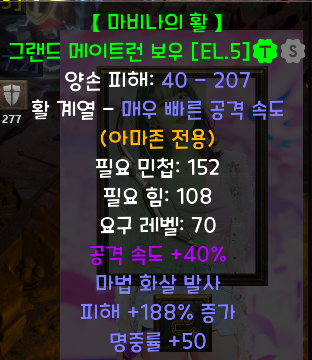 【 마비나의 활 】
그랜드 메이트런 보우 [EL.5] T S
양손 피해: 40 - 207
활 계열 - 매우 빠른 공격 속도
(아마존 전용)
필요 민첩: 152
277
필요 힘: 108
요구 레벨: 70
공격 속도 +40%
마법 화살 발사
피해 +188% 증가
명중률 +50